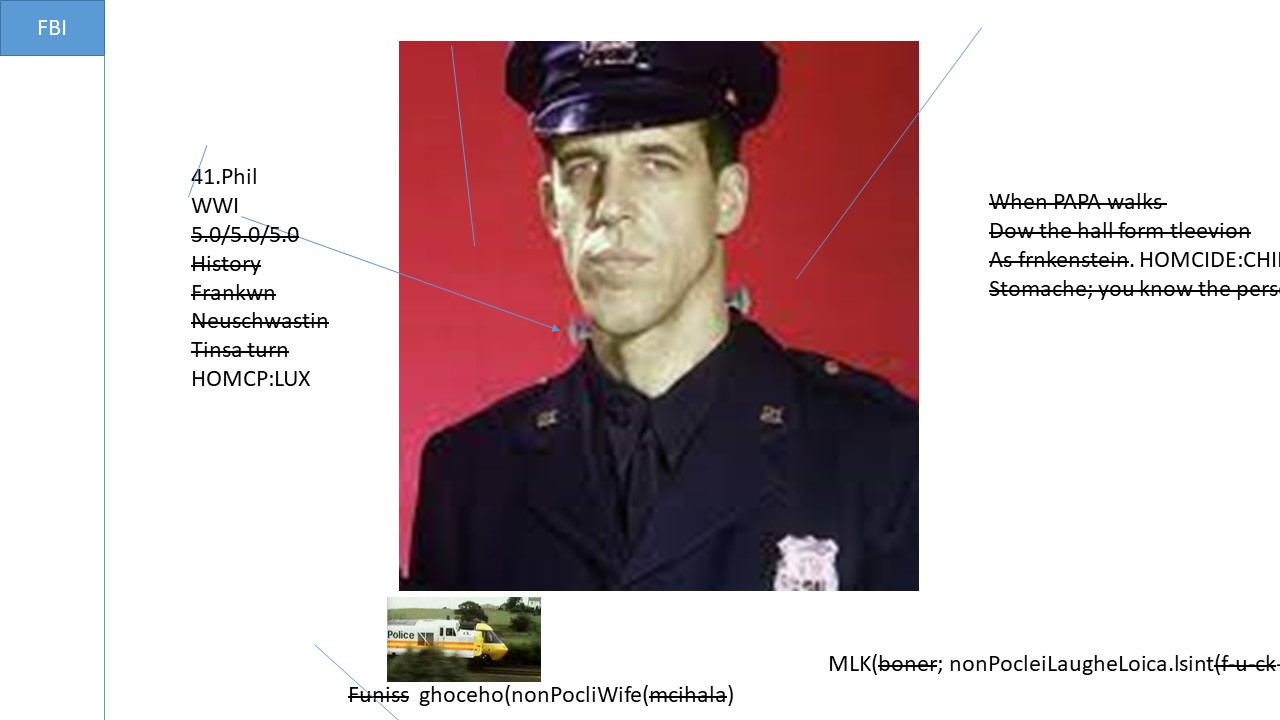 FBI
41.Phil
WWI
5.0/5.0/5.0
History
Frankwn
Neuschwastin
Tinsa turn
HOMCP:LUX
When PAPA walks
Dow the hall form tleevion
As frnkenstein. HOMCIDE:CHI
Stomache; you know the pers
Police
MLK(boner; nonPocleiLaugheLoica.lsint(f-u-ck-
Funiss ghoceho(nonPocliWife(mcihala)